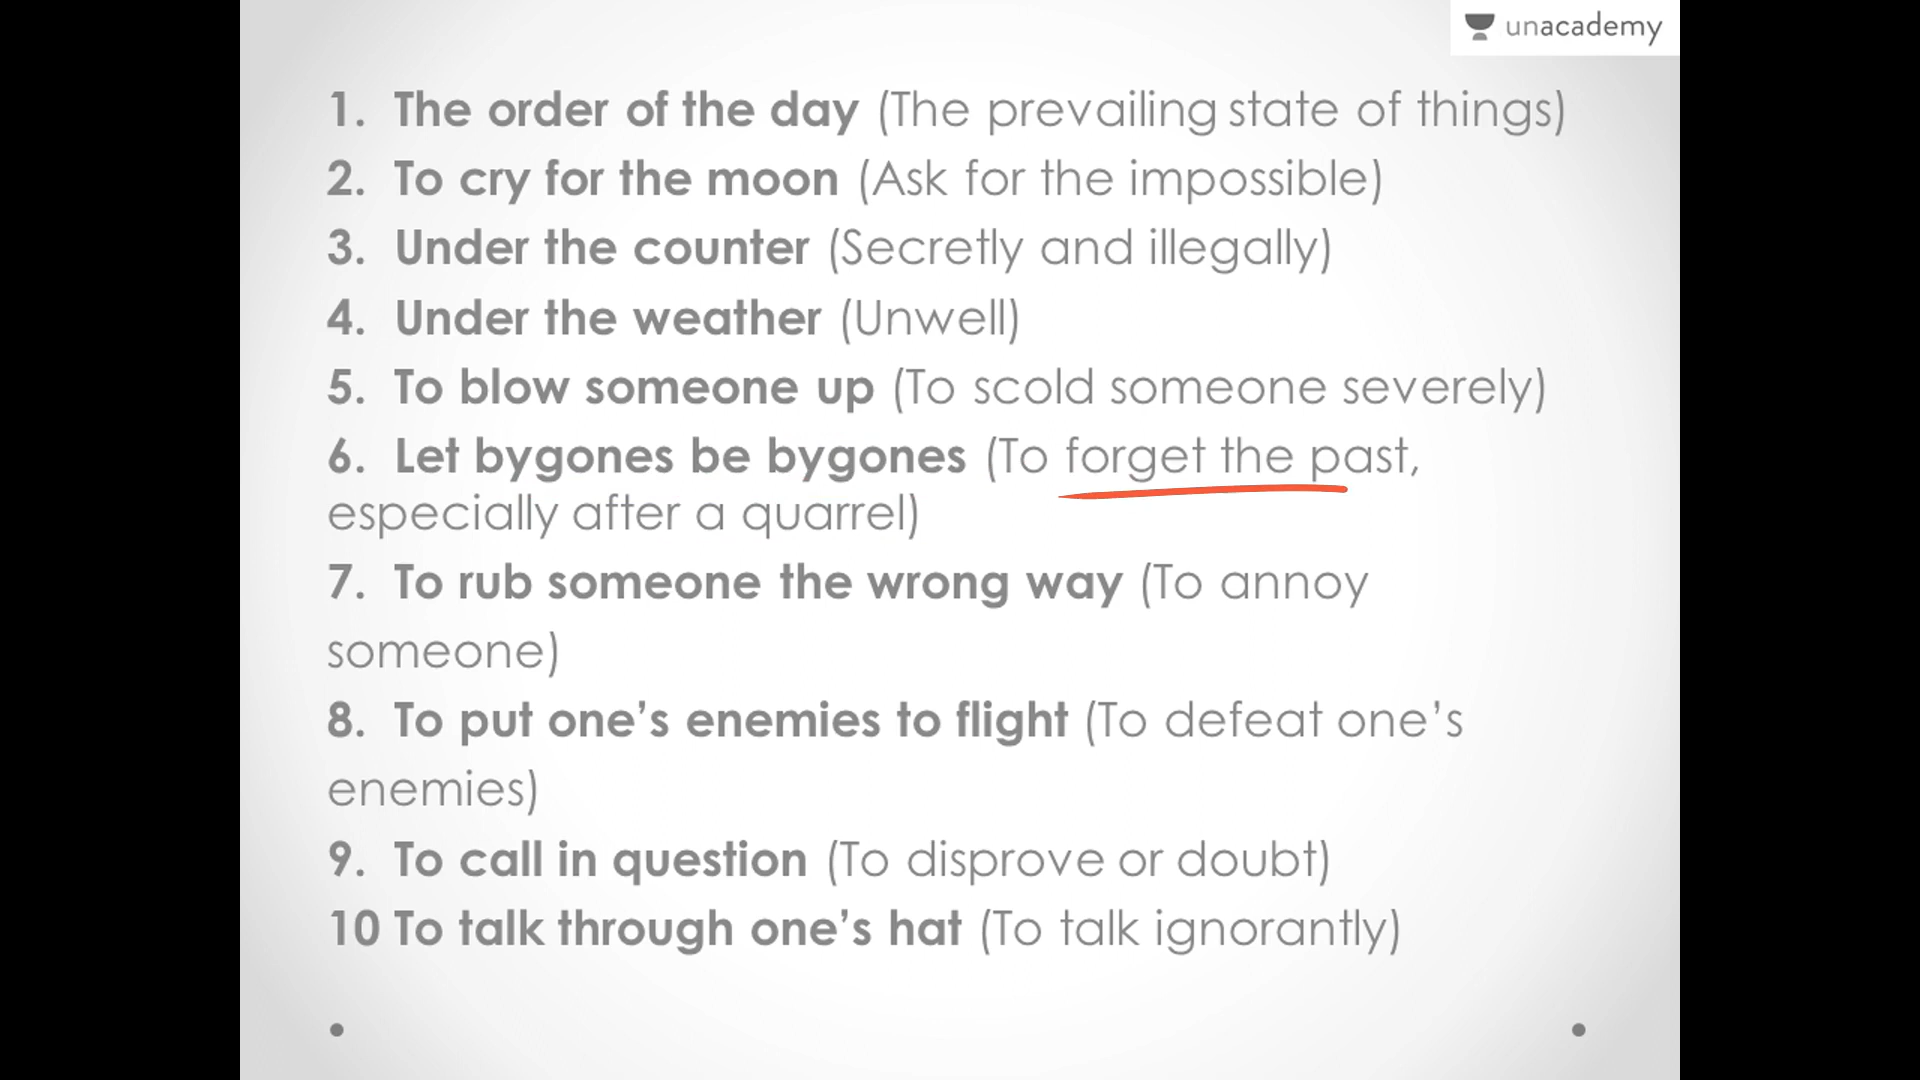 unacademy
1. The order of the day (The prevailing state of things)
2. To cry for the moon (Ask for the impossible)
3. Under the counter (Secretly and illegally)
4. Under the weather (Unwell)
5. To blow someone up (To scold someone severely)
6. Let bygones be bygones (To forget the past,
especially after a quarrel)
7. To rub someone the wrong way (To annoy
someone)
8. To put one’s enemies to flight (To defeat one’s
enemies)
9. To call in question (To disprove or doubt)
10 To talk through one’s hat (To talk ignorantly)